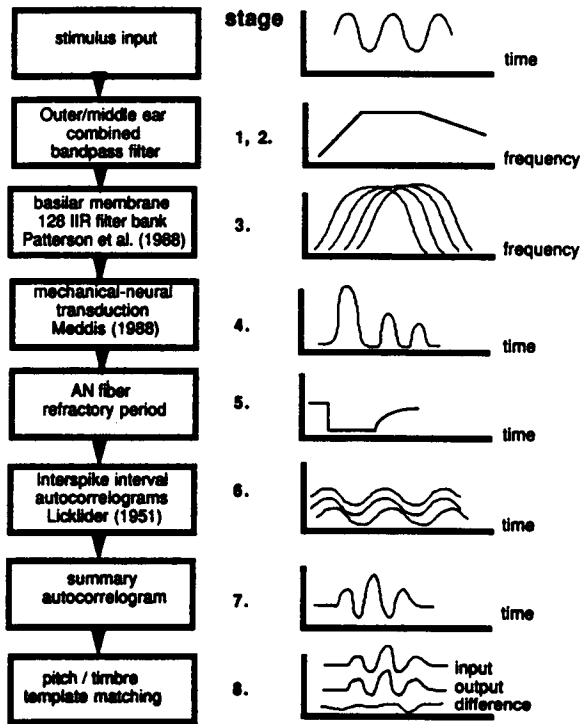 stage
stimulus input
time
Outer/middle ear
combined
bandpass filter
1, 2.
frequency
basilar membrane
128 IIR filter bank
Patterson et al. (1988)
3.
frequency
mechanical-neural
transduction
Meddis (1988)
4.
time
AN fiber
refractory period
5.
time
Interspike interval
autocorrelograms
Licklider (1951)
6.
time
summary
autocorrelogram
7.
time
pitch / timbre
template matching
8.
input
output
difference